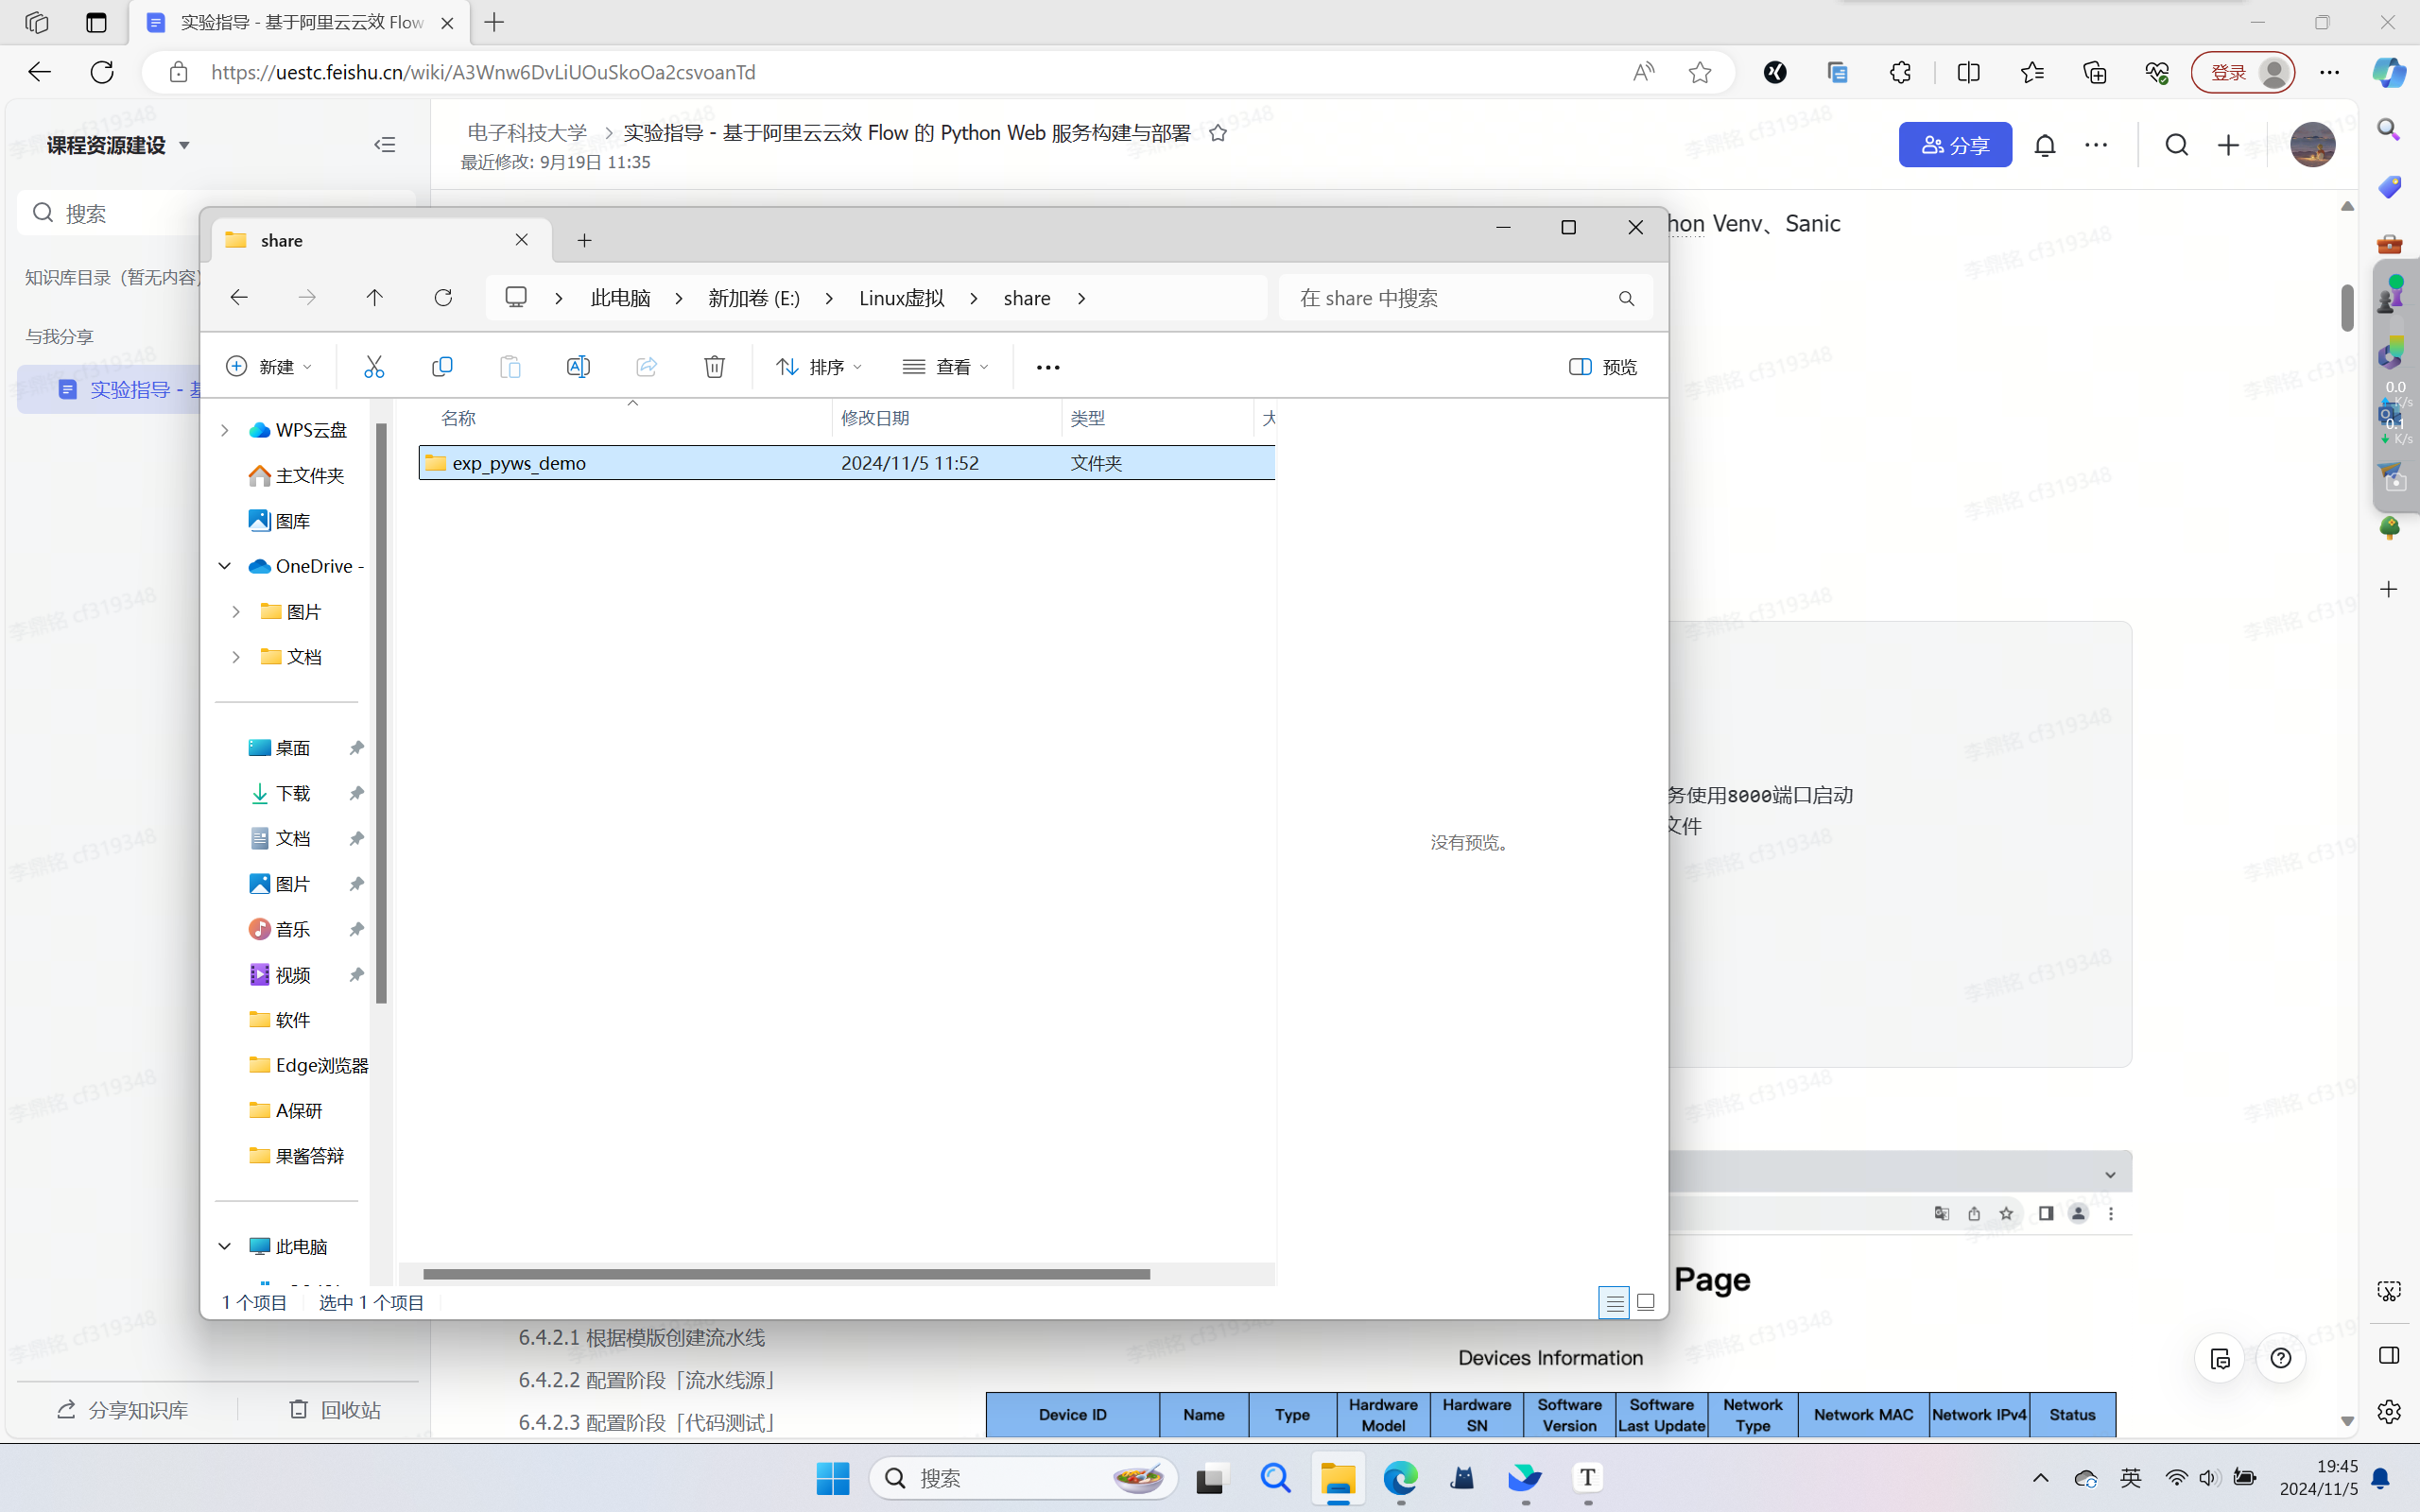 实验指导 - 基于阿里云云效 Flow
https://uestc.feishu.cn/wiki/A3Wnw6DvLiUOuSkoOa2csvoanTd
登录
课程资源建设
电子科技大学 > 实验指导 - 基于阿里云云效 Flow 的 Python Web 服务构建与部署
最近修改: 9月19日 11:35
分享
搜索
hon Venv、Sanic
知识库目录（暂无内容）
与我分享
实验指导 - 基
share
此电脑 > 新加卷 (E:) > Linux虚拟 > share >
在 share 中搜索
新建
排序
查看
预览
名称
修改日期
类型
大
exp_pyws_demo
2024/11/5 11:52
文件夹
WPS云盘
主文件夹
图库
OneDrive -
图片
文档
桌面
下载
文档
图片
音乐
视频
软件
Edge浏览器
A保研
果酱答辩
此电脑
没有预览。
1 个项目
选中 1 个项目
0.0
K/s
0.1
K/s
务使用8000端口启动
文件
Page
Devices Information
Device ID
Name
Type
Hardware Model
Hardware SN
Software Version
Software Last Update
Network Type
Network MAC
Network IPv4
Status
6.4.2.1 根据模版创建流水线
6.4.2.2 配置阶段「流水线源」
6.4.2.3 配置阶段「代码测试」
分享知识库
回收站
李鼎铭 cf319348
搜索
T
英
19:45
2024/11/5